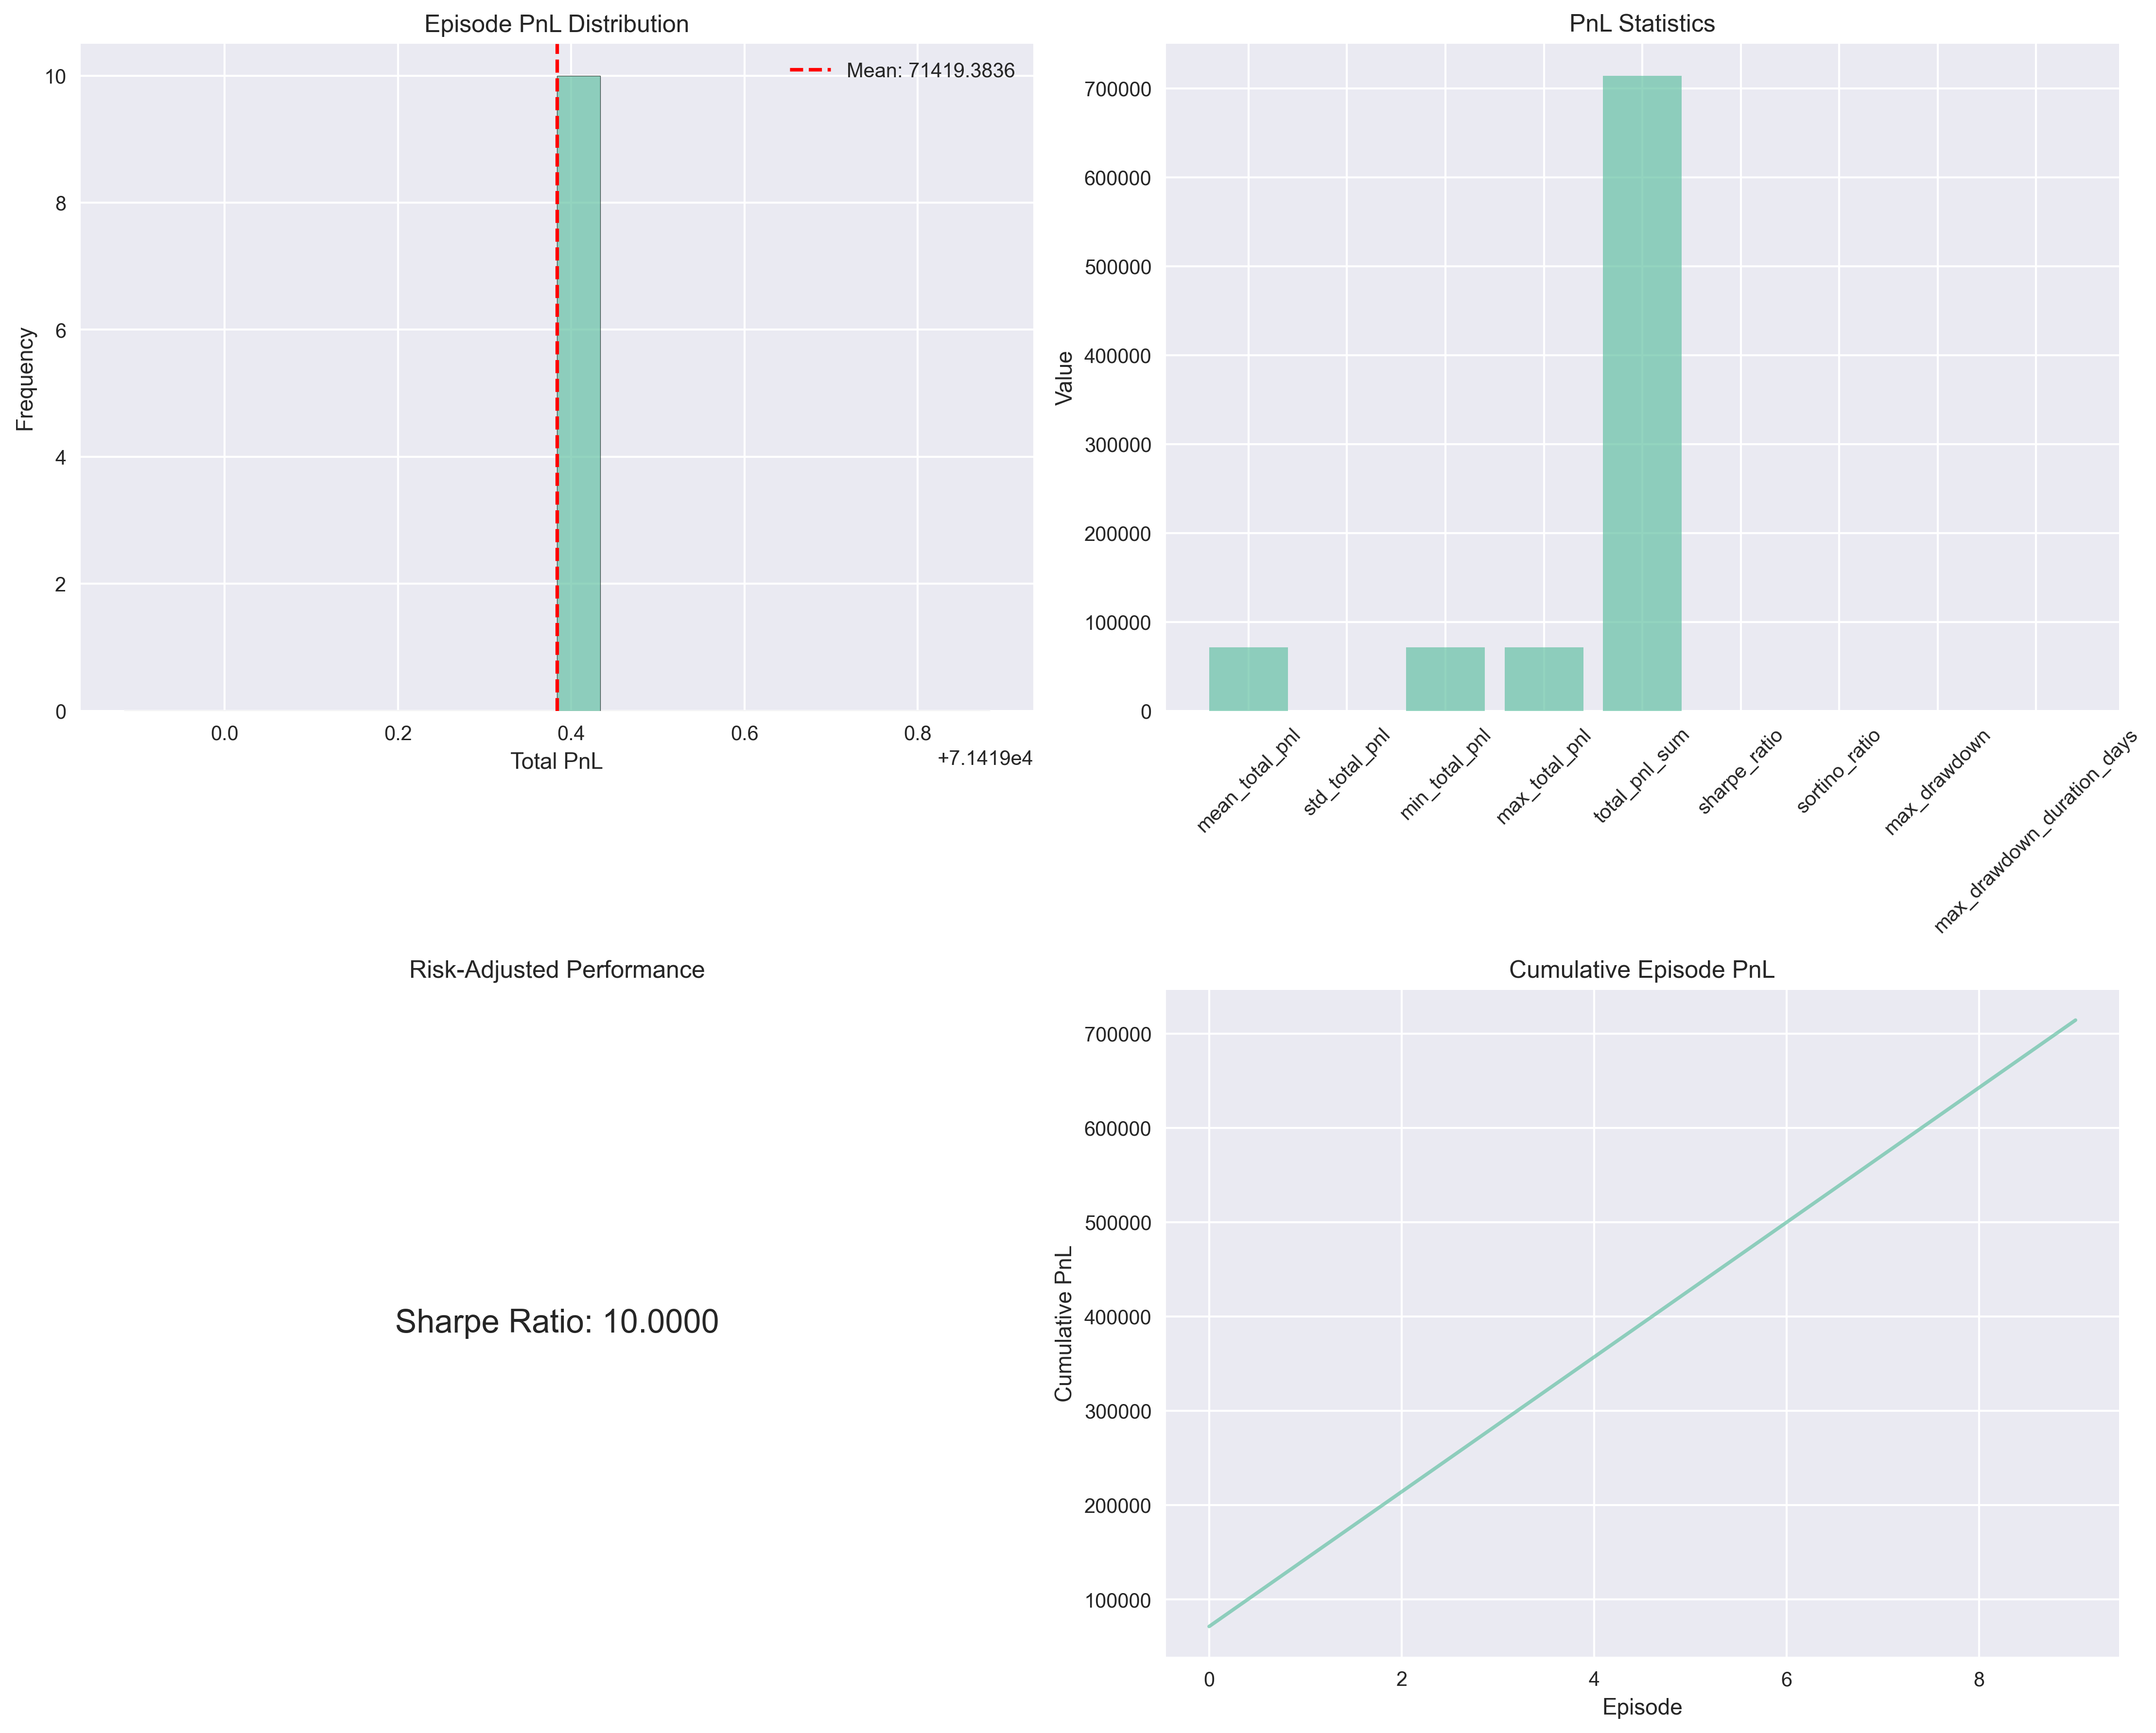 Episode PnL Distribution
Mean: 71419.3836
Frequency
10
8
6
4
2
0
0.0 0.2 0.4 0.6 0.8
Total PnL
+7.1419e4
PnL Statistics
Value
700000
600000
500000
400000
300000
200000
100000
0
mean_total_pnl
std_total_pnl
min_total_pnl
max_total_pnl
total_pnl_sum
sharpe_ratio
sortino_ratio
max_drawdown
max_drawdown_duration_days
Risk-Adjusted Performance
Sharpe Ratio: 10.0000
Cumulative Episode PnL
Cumulative PnL
700000
600000
500000
400000
300000
200000
100000
0 2 4 6 8
Episode